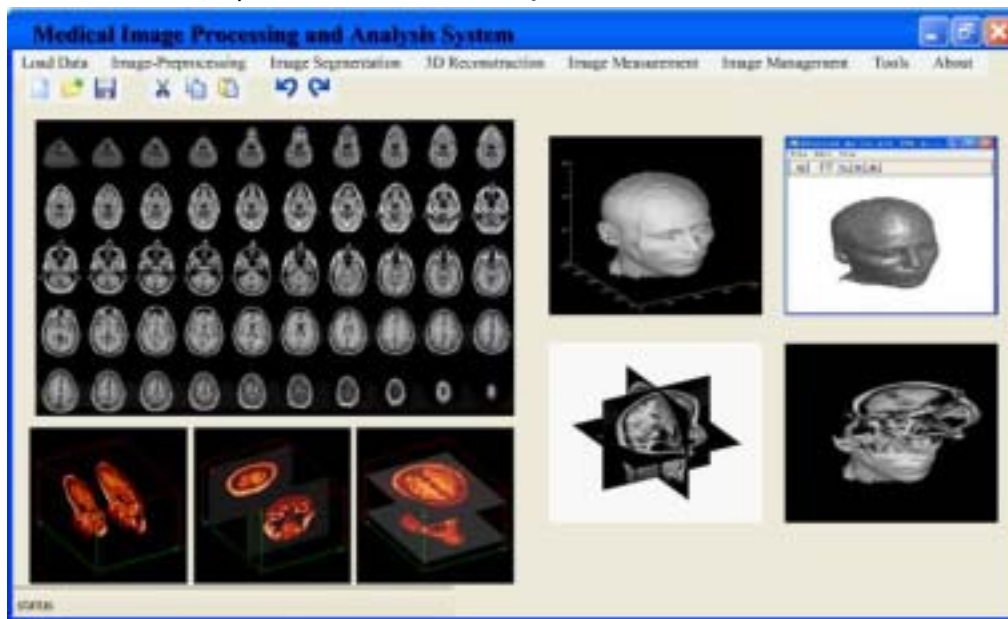 Medical Image Processing and Analysis System
Load Data Image-Preprocessing Image Segmentation 3D Reconstruction Image Measurement Image Management Tools About
status